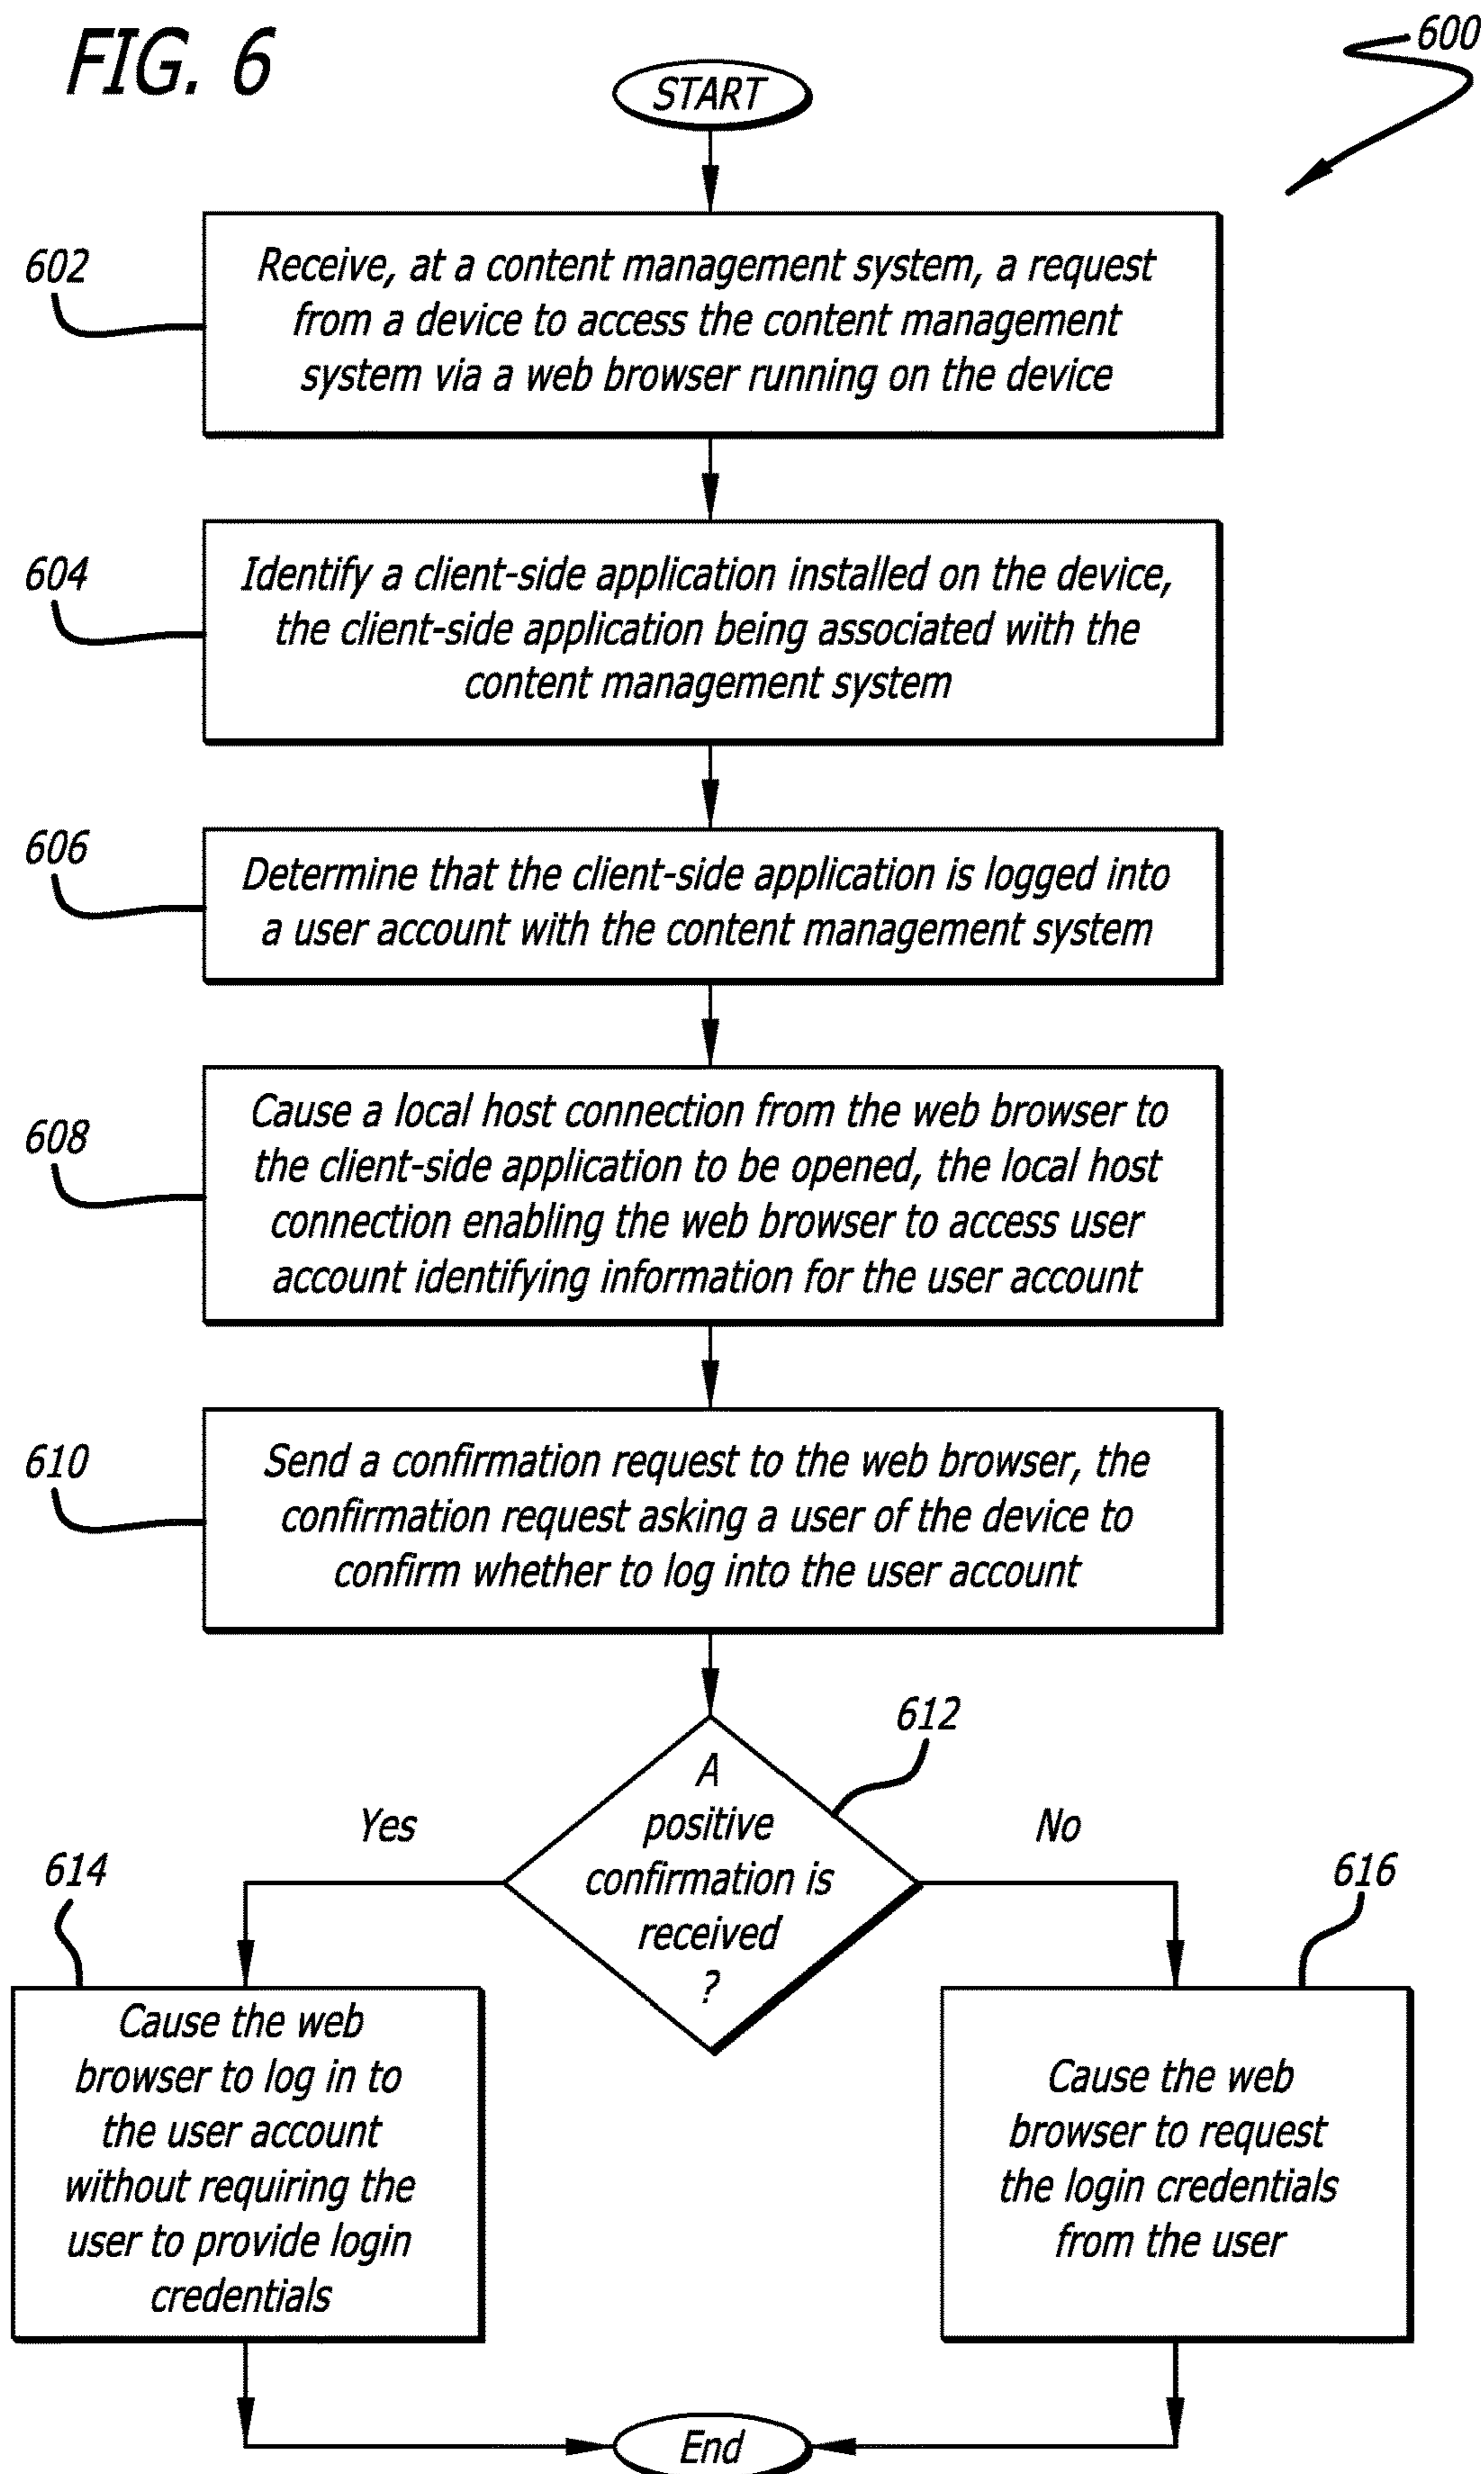 FIG. 6
600
START
602
Receive, at a content management system, a request
from a device to access the content management
system via a web browser running on the device
604
Identify a client-side application installed on the device,
the client-side application being associated with the
content management system
606
Determine that the client-side application is logged into
a user account with the content management system
608
Cause a local host connection from the web browser to
the client-side application to be opened, the local host
connection enabling the web browser to access user
account identifying information for the user account
610
Send a confirmation request to the web browser, the
confirmation request asking a user of the device to
confirm whether to log into the user account
612
A
positive
confirmation is
received
?
Yes
No
614
Cause the web
browser to log in to
the user account
without requiring the
user to provide login
credentials
616
Cause the web
browser to request
the login credentials
from the user
End